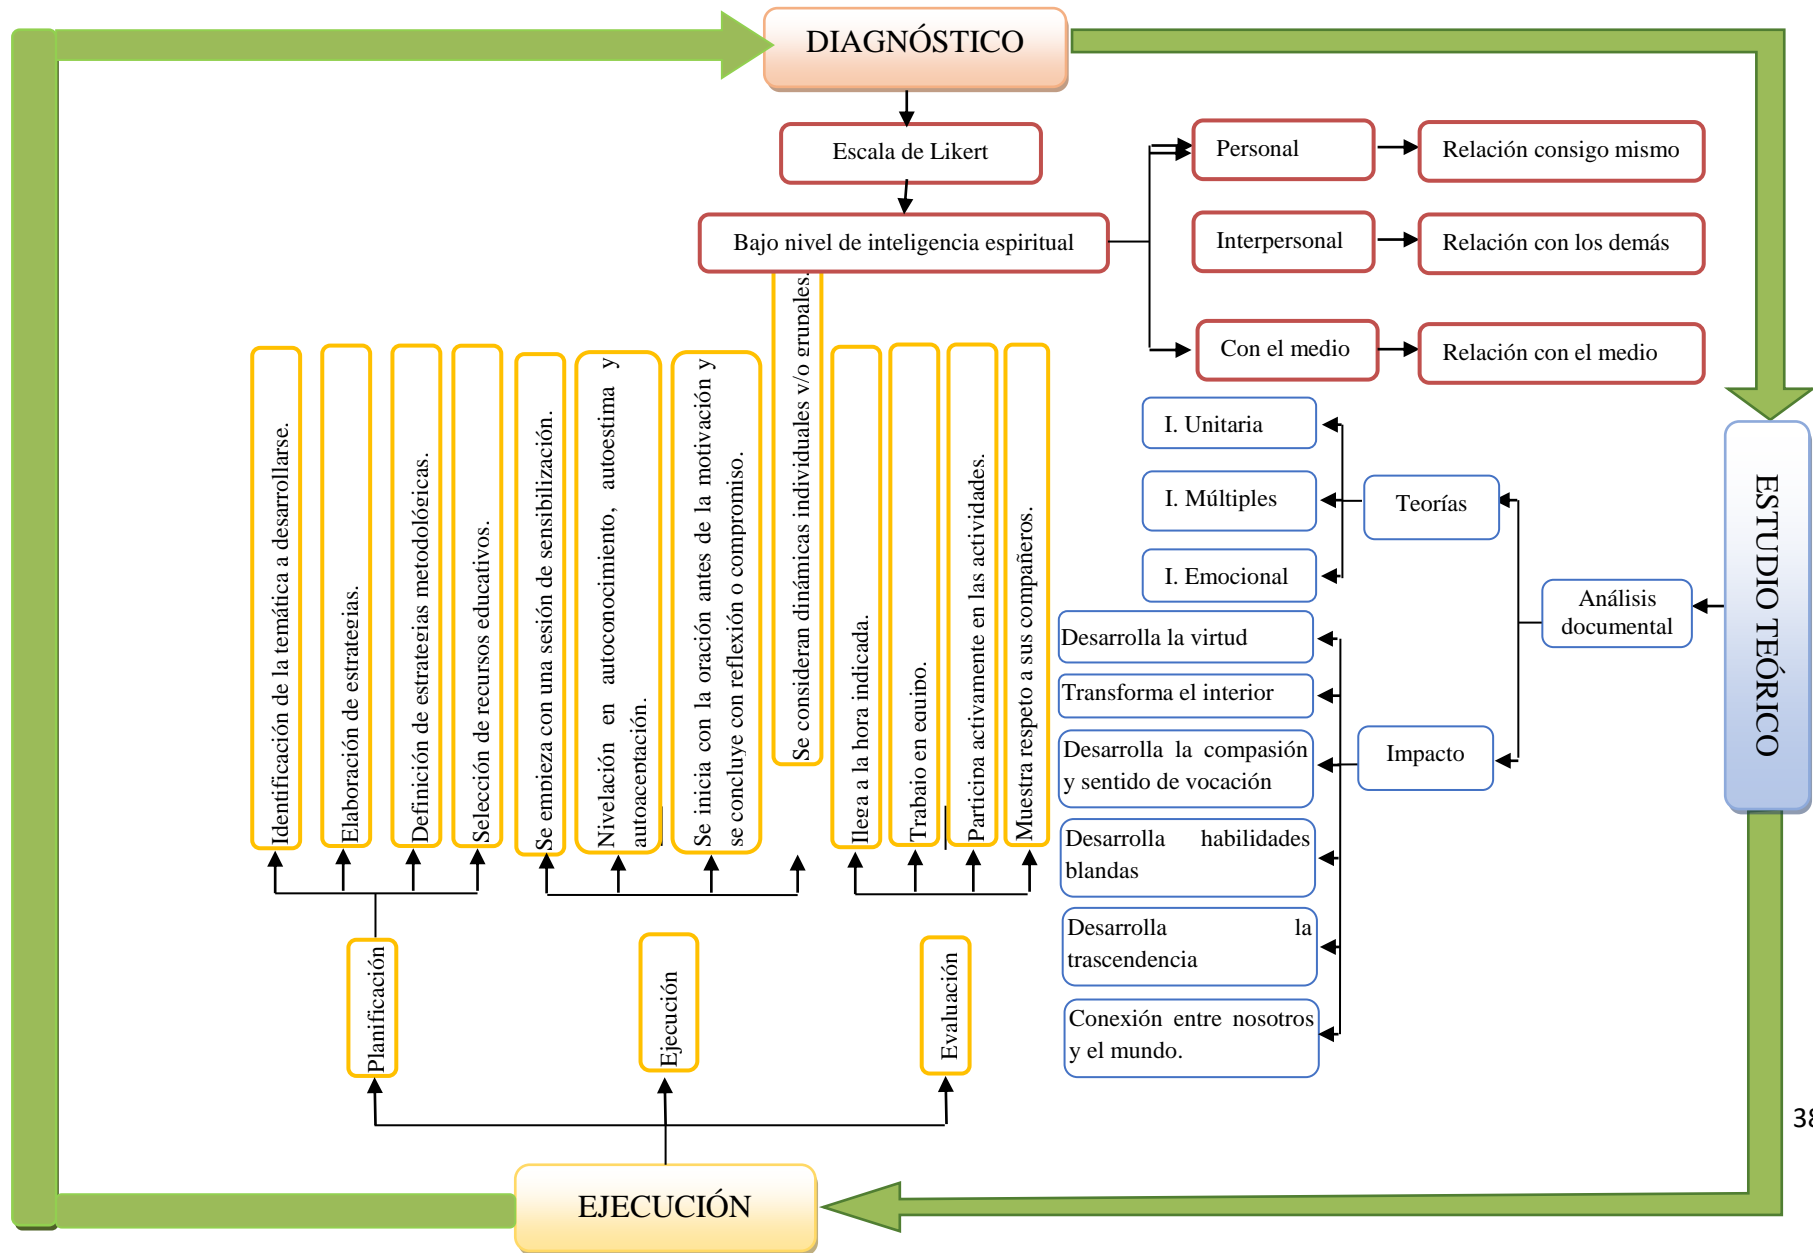 DIAGNÓSTICO
Escala de Likert
Bajo nivel de inteligencia espiritual
Personal
Relación consigo mismo
Interpersonal
Relación con los demás
Con el medio
Relación con el medio
ESTUDIO TEÓRICO
Análisis
documental
Teorías
I. Unitaria
I. Múltiples
I. Emocional
Impacto
Desarrolla la virtud
Transforma el interior
Desarrolla la compasión
y sentido de vocación
Desarrolla habilidades
blandas
Desarrolla la
trascendencia
Conexión entre nosotros
y el mundo.
38
EJECUCIÓN
Planificación
Identificación de la temática a desarrollarse.
Elaboración de estrategias.
Definición de estrategias metodológicas.
Selección de recursos educativos.
Ejecución
Se empieza con una sesión de sensibilización.
Nivelación en autoconocimiento, autoestima y
autoaceptación.
Se inicia con la oración antes de la motivación y
se concluye con reflexión o compromiso.
Se consideran dinámicas individuales y/o grupales.
Evaluación
llega a la hora indicada.
Trabajo en equipo.
Participa activamente en las actividades.
Muestra respeto a sus compañeros.